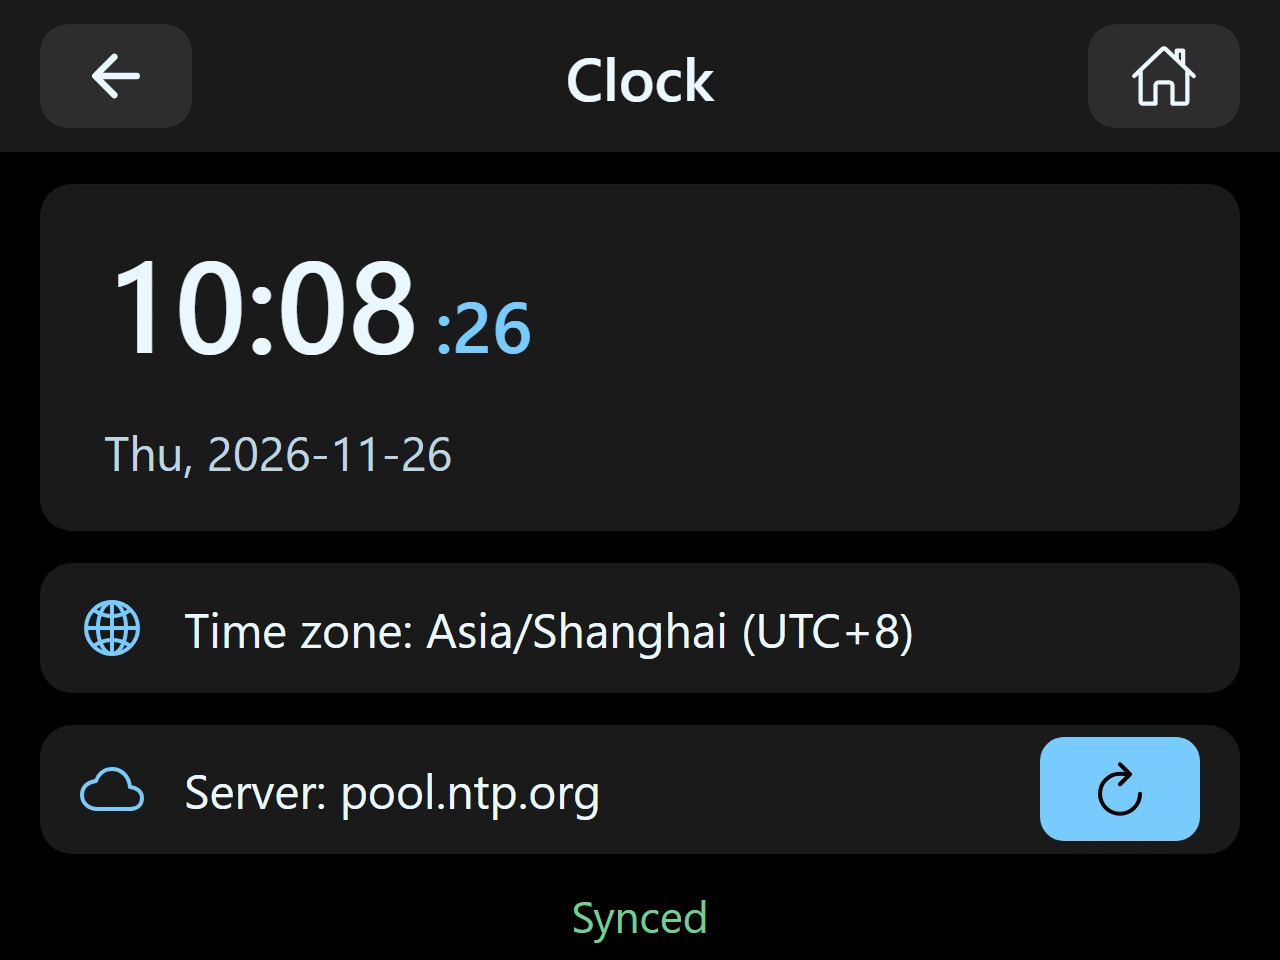 Clock
10:08 :26
Thu, 2026-11-26
Time zone: Asia/Shanghai (UTC+8)
Server: pool.ntp.org
Synced